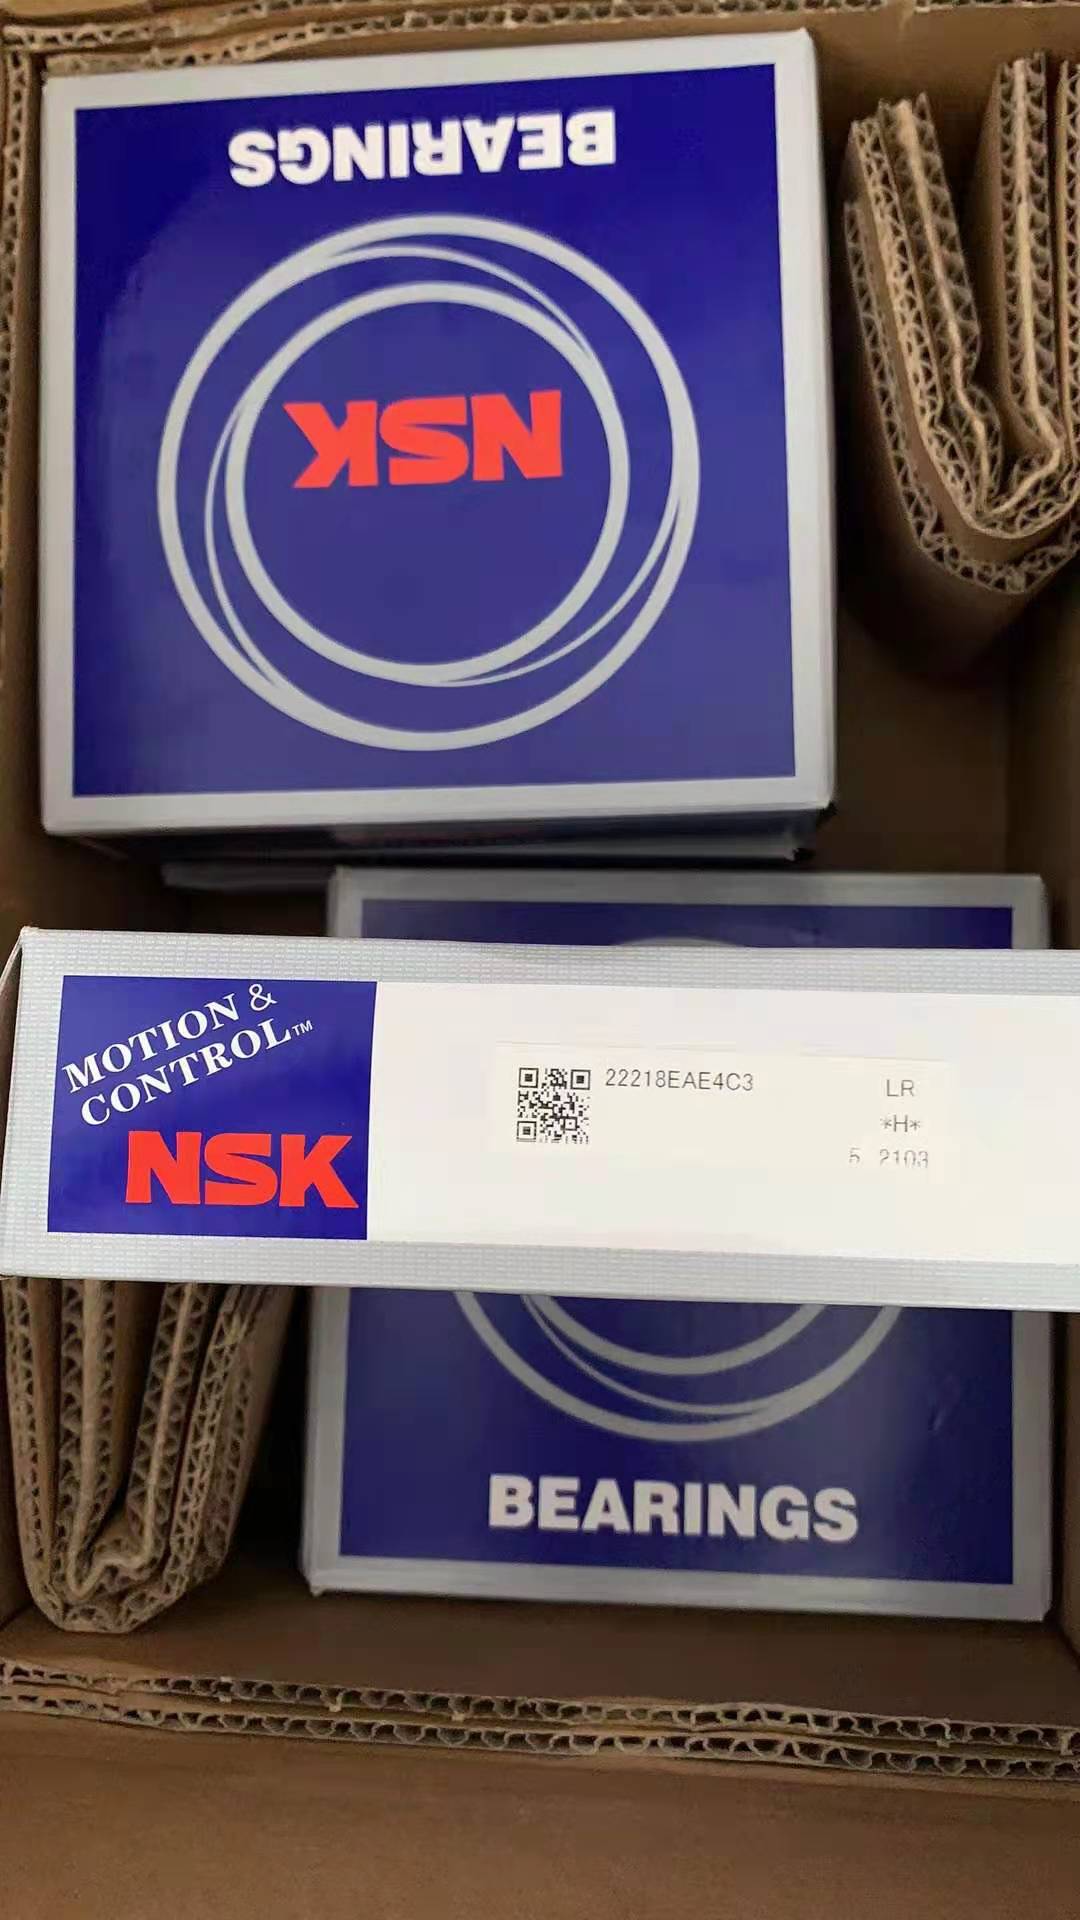 BEARINGS
NSK
MOTION &
CONTROL™
NSK
22218EAE4C3
LR
*H*
5 2103
BEARINGS